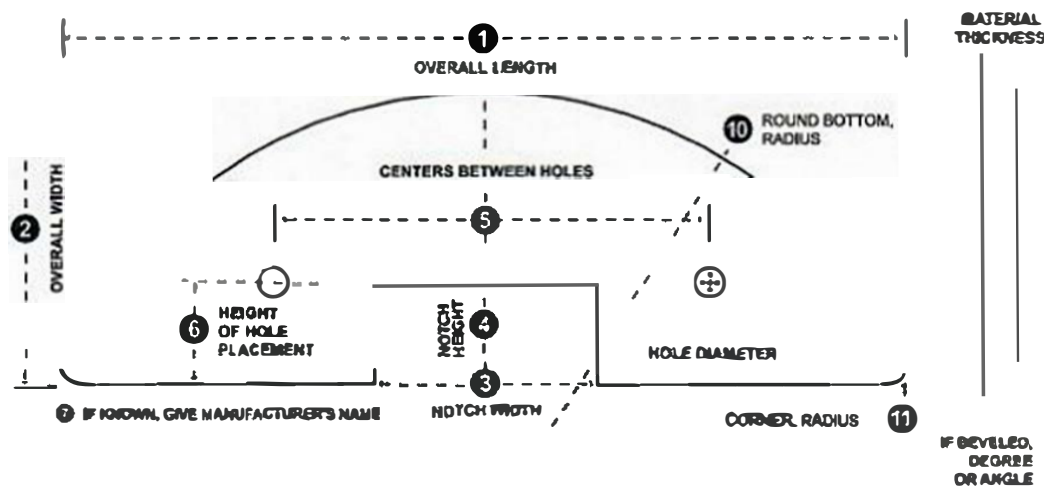 MATERIAL
THICKNESS
1
OVERALL LENGTH
10 ROUND BOTTOM,
RADIUS
CENTERS BETWEEN HOLES
2
OVERALL WIDTH
5
6
HEIGHT
OF HOLE
PLACEMENT
NOTCH
HEIGHT
4
HOLE DIAMETER
3
NOTCH WIDTH
7 IF KNOWN, GIVE MANUFACTURER'S NAME
CORNER RADIUS 11
IF BEVELED,
DEGREE
OR ANGLE